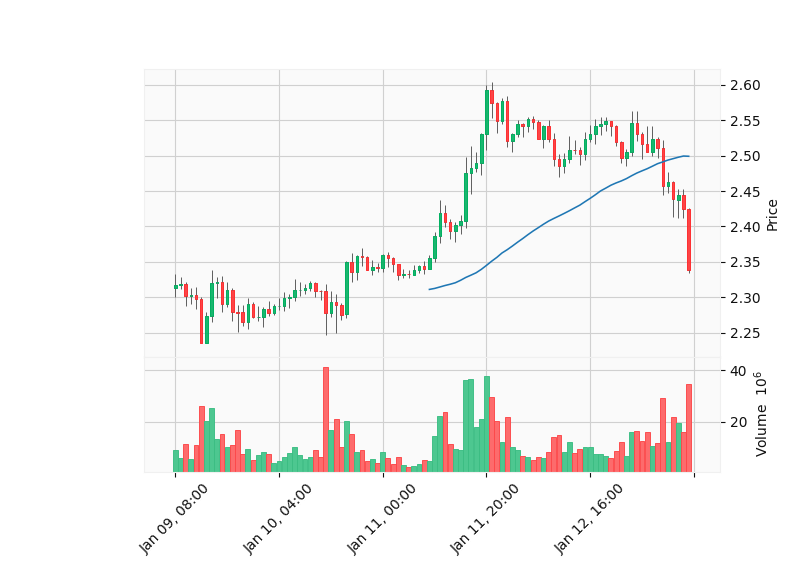 2.60
2.55
2.50
2.45
2.40
2.35
2.30
2.25
Price
40
20
Volume 10⁶
Jan 09, 08:00
Jan 10, 04:00
Jan 11, 00:00
Jan 11, 20:00
Jan 12, 16:00